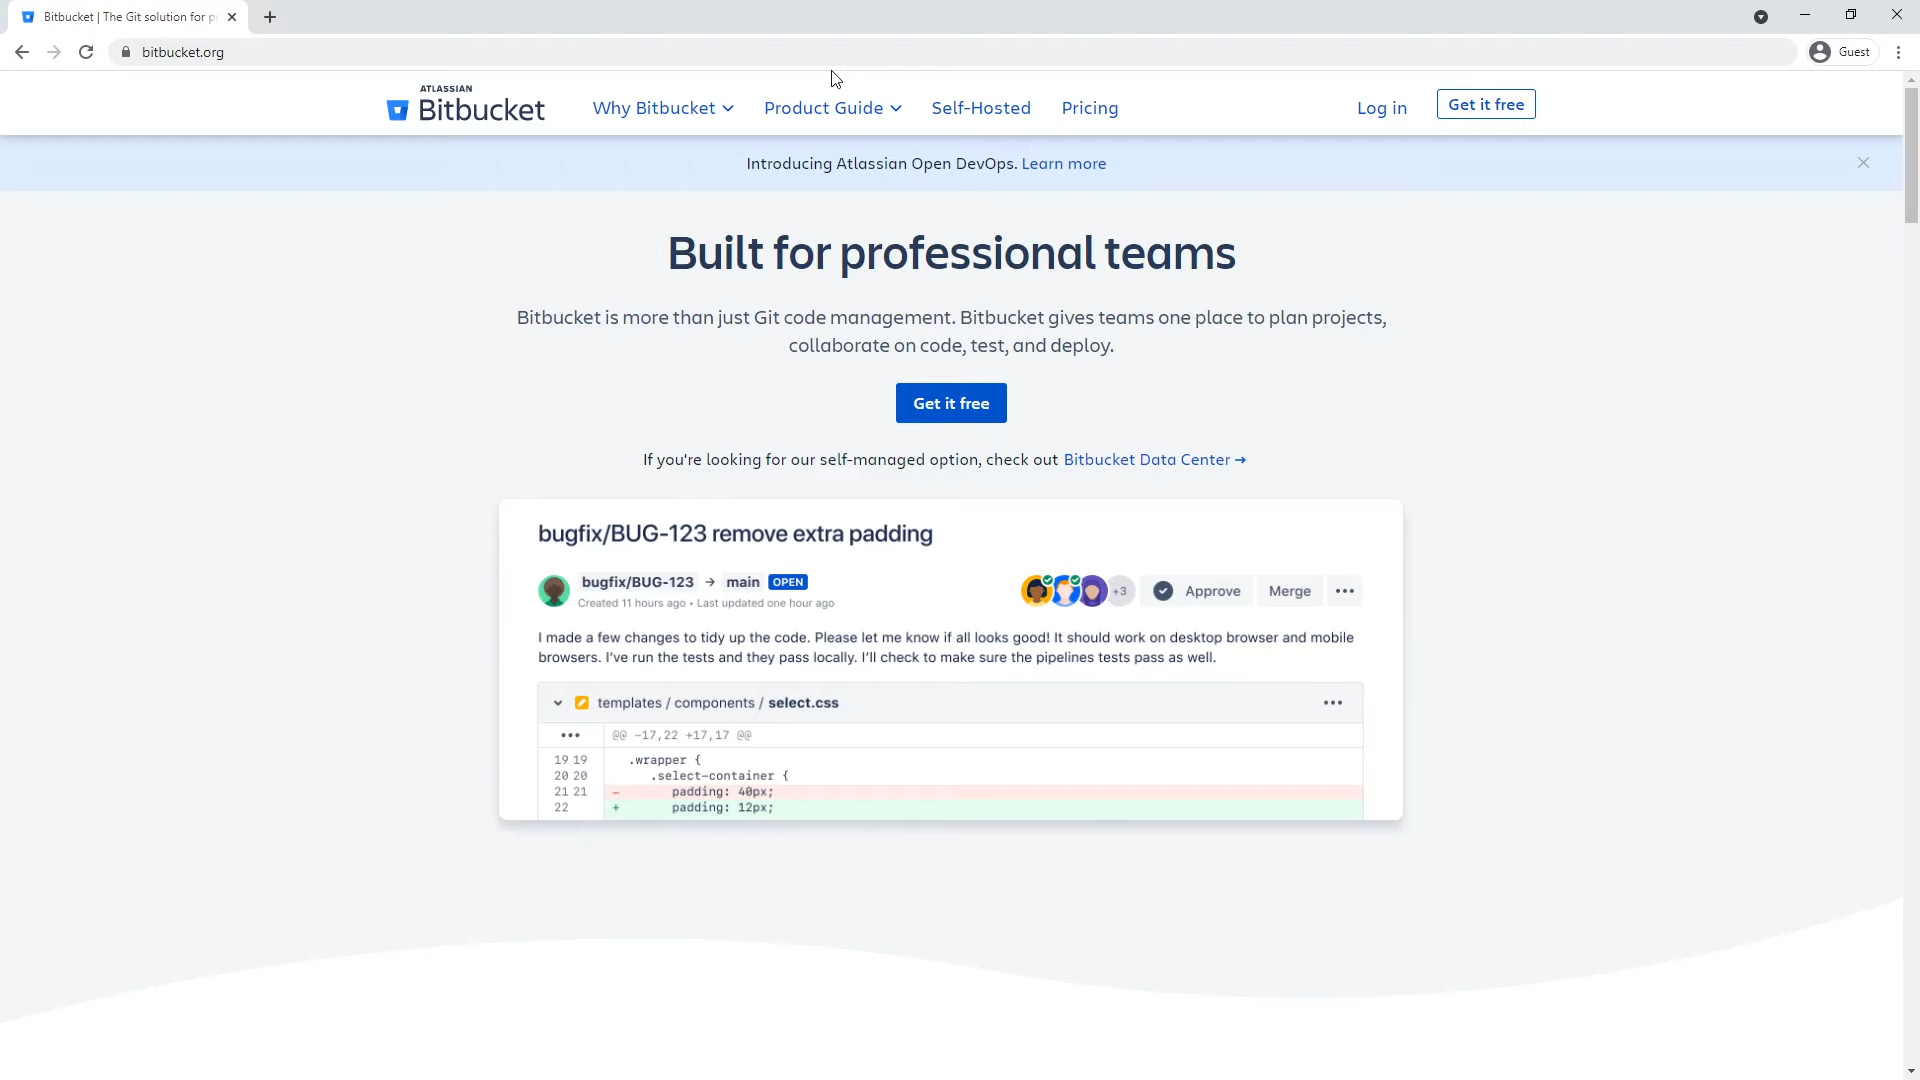 Bitbucket | The Git solution for p
bitbucket.org
Guest
ATLASSIAN
Bitbucket
Why Bitbucket
Product Guide
Self-Hosted
Pricing
Log in
Get it free
Introducing Atlassian Open DevOps. Learn more
Built for professional teams
Bitbucket is more than just Git code management. Bitbucket gives teams one place to plan projects,
collaborate on code, test, and deploy.
Get it free
If you're looking for our self-managed option, check out Bitbucket Data Center →
bugfix/BUG-123 remove extra padding
bugfix/BUG-123 → main OPEN
Created 11 hours ago • Last updated one hour ago
+3
Approve
Merge
I made a few changes to tidy up the code. Please let me know if all looks good! It should work on desktop browser and mobile
browsers. I've run the tests and they pass locally. I'll check to make sure the pipelines tests pass as well.
templates / components / select.css
@@ -17,22 +17,17 @@
19 19 .wrapper {
20 20 .select-container {
21 21 - padding: 40px;
22 + padding: 12px;